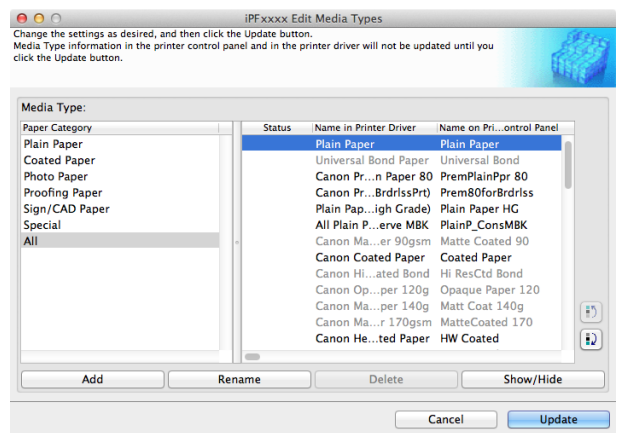 iPFxxxx Edit Media Types
Change the settings as desired, and then click the Update button.
Media Type information in the printer control panel and in the printer driver will not be updated until you
click the Update button.
Media Type:
Paper Category
Plain Paper
Coated Paper
Photo Paper
Proofing Paper
Sign/CAD Paper
Special
All
Status Name in Printer Driver Name on Pri...ontrol Panel
Plain Paper Plain Paper
Universal Bond Paper Universal Bond
Canon Pr...n Paper 80 PremPlainPpr 80
Canon Pr...BrdrlssPrt) Prem80forBrdrlss
Plain Pap...igh Grade) Plain Paper HG
All Plain P...erve MBK PlainP_ConsMBK
Canon Ma...er 90gsm Matte Coated 90
Canon Coated Paper Coated Paper
Canon Hi...ated Bond Hi ResCtd Bond
Canon Op...per 120g Opaque Paper 120
Canon Ma...per 140g Matt Coat 140g
Canon Ma...r 170gsm MatteCoated 170
Canon He...ted Paper HW Coated
Add Rename Delete Show/Hide
Cancel Update